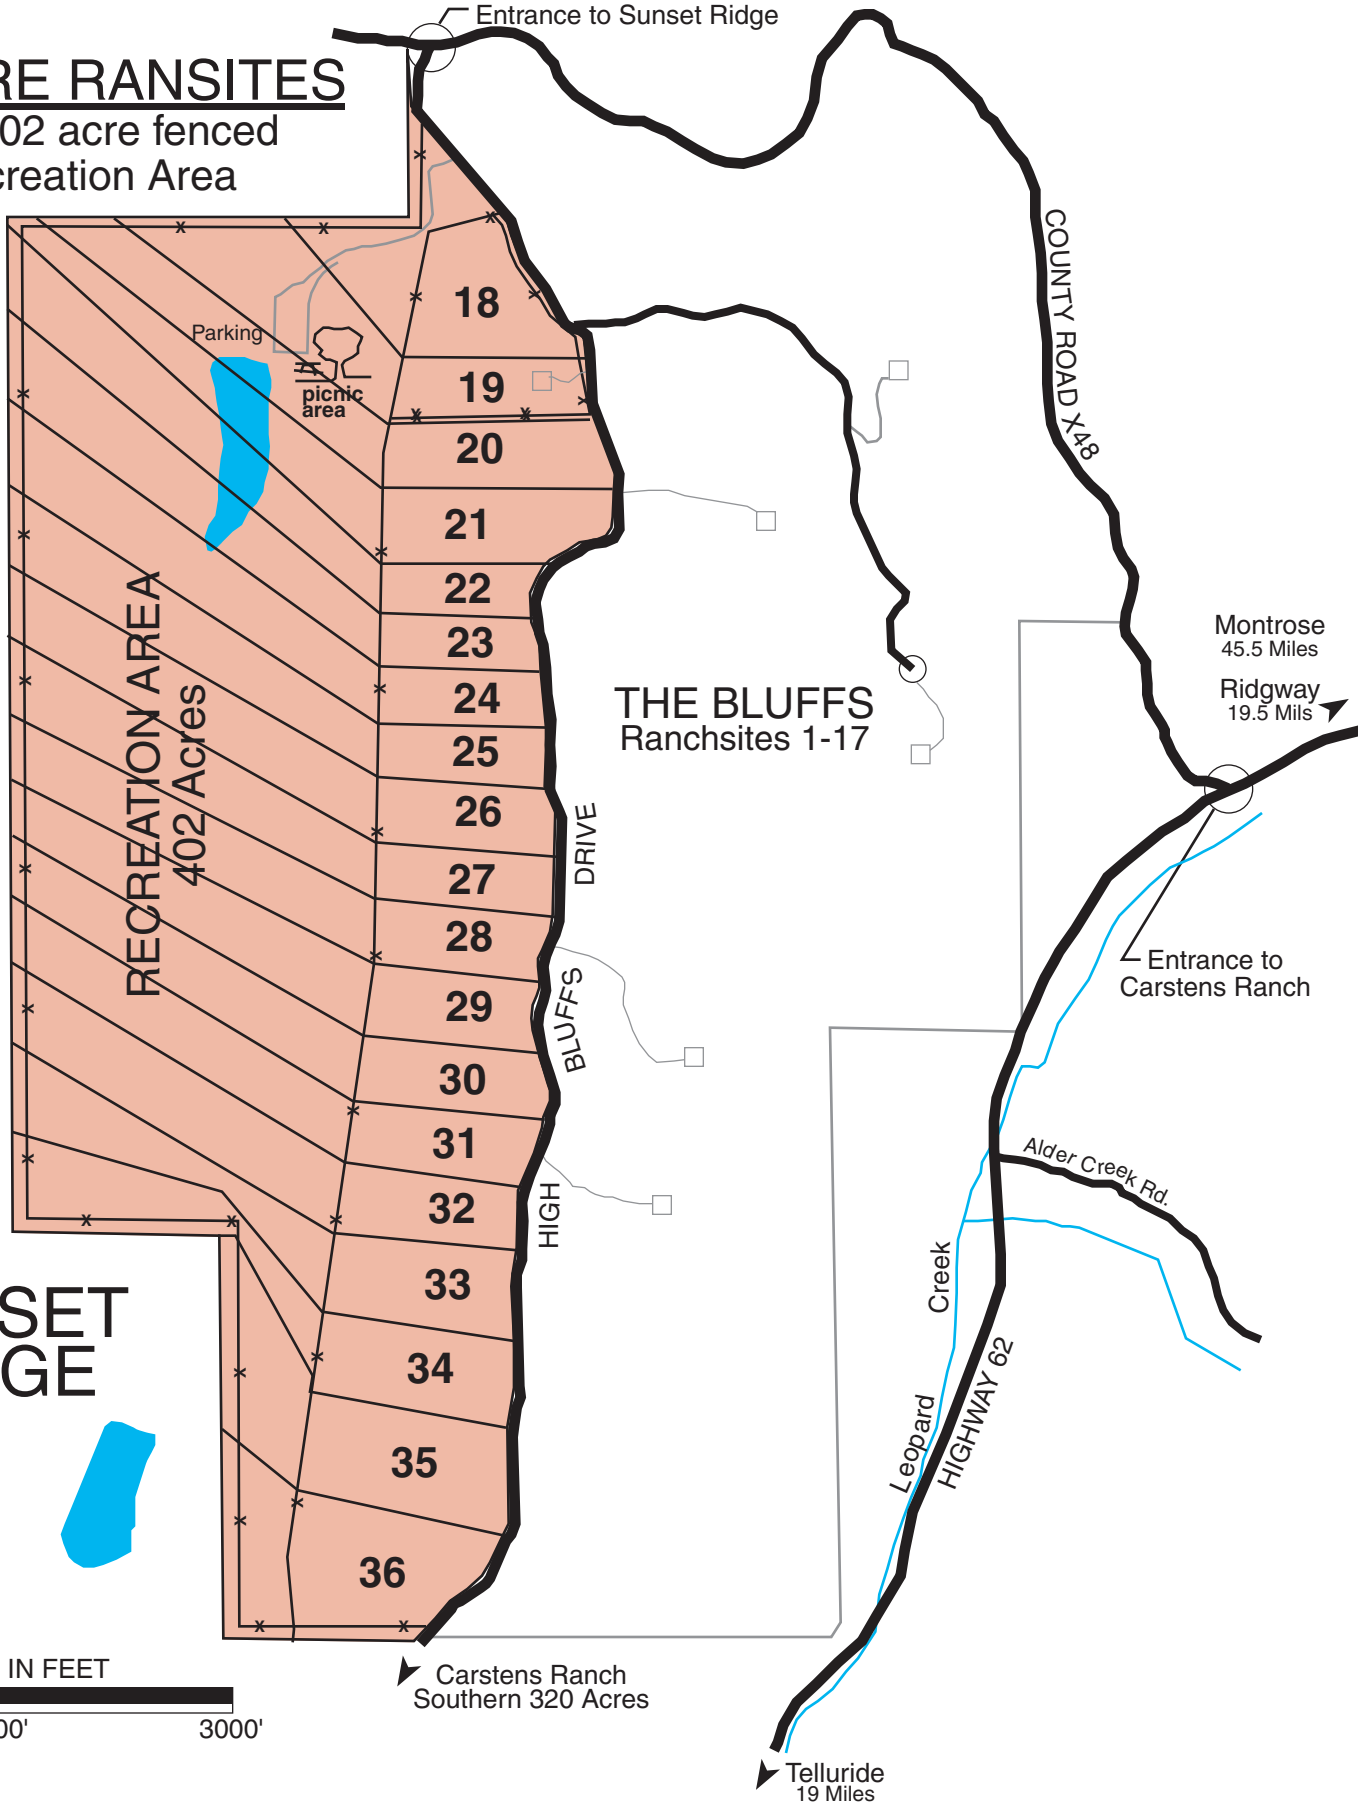 Entrance to Sunset Ridge
RE RANSITES
02 acre fenced
creation Area
COUNTY ROAD X48
18
Parking
picnic
area
19
20
21
22
23
24
25
26
27
28
29
30
31
32
33
34
35
36
RECREATION AREA
402 Acres
THE BLUFFS
Ranchsites 1-17
HIGH BLUFFS DRIVE
Montrose
45.5 Miles
Ridgway
19.5 Mils
Entrance to
Carstens Ranch
Alder Creek Rd.
Leopard Creek
HIGHWAY 62
SET
GE
IN FEET
00'
3000'
Carstens Ranch
Southern 320 Acres
Telluride
19 Miles